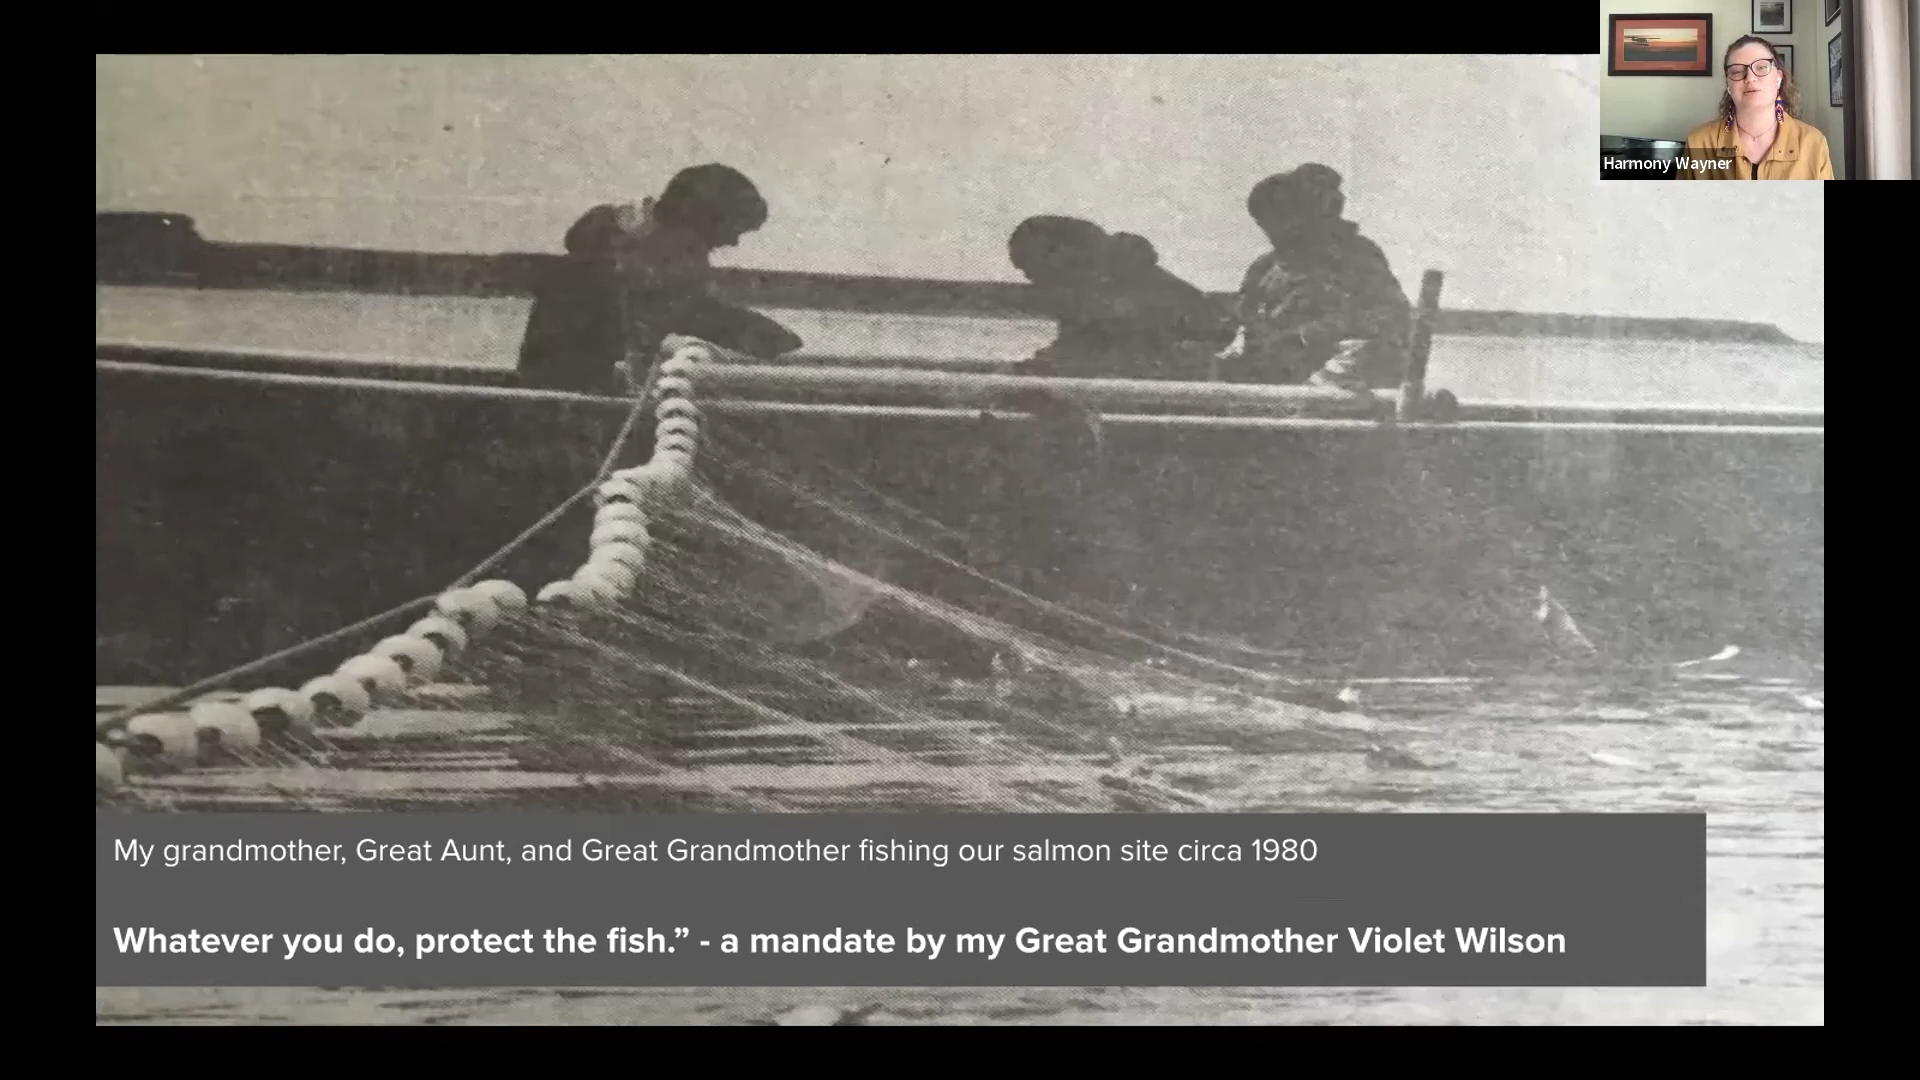 Harmony Wayner
My grandmother, Great Aunt, and Great Grandmother fishing our salmon site circa 1980
Whatever you do, protect the fish.” - a mandate by my Great Grandmother Violet Wilson